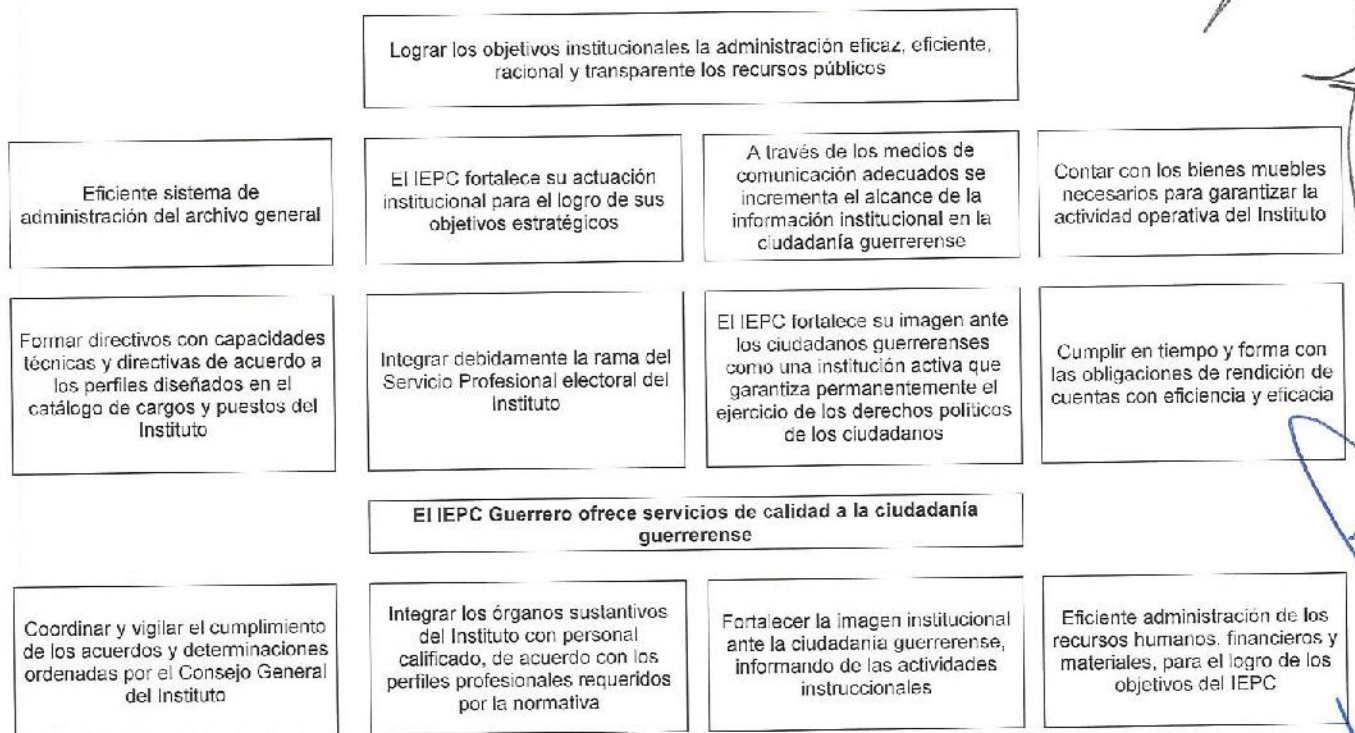 Lograr los objetivos institucionales la administración eficaz, eficiente,
racional y transparente los recursos públicos
Eficiente sistema de
administración del archivo general
El IEPC fortalece su actuación
institucional para el logro de sus
objetivos estratégicos
A través de los medios de
comunicación adecuados se
incrementa el alcance de la
información institucional en la
ciudadanía guerrerense
Contar con los bienes muebles
necesarios para garantizar la
actividad operativa del Instituto
Formar directivos con capacidades
técnicas y directivas de acuerdo a
los perfiles diseñados en el
catálogo de cargos y puestos del
Instituto
Integrar debidamente la rama del
Servicio Profesional electoral del
Instituto
El IEPC fortalece su imagen ante
los ciudadanos guerrerenses
como una institución activa que
garantiza permanentemente el
ejercicio de los derechos políticos
de los ciudadanos
Cumplir en tiempo y forma con
las obligaciones de rendición de
cuentas con eficiencia y eficacia
El IEPC Guerrero ofrece servicios de calidad a la ciudadanía
guerrerense
Coordinar y vigilar el cumplimiento
de los acuerdos y determinaciones
ordenadas por el Consejo General
del Instituto
Integrar los órganos sustantivos
del Instituto con personal
calificado, de acuerdo con los
perfiles profesionales requeridos
por la normativa
Fortalecer la imagen institucional
ante la ciudadanía guerrerense,
informando de las actividades
instruccionales
Eficiente administración de los
recursos humanos, financieros y
materiales, para el logro de los
objetivos del IEPC